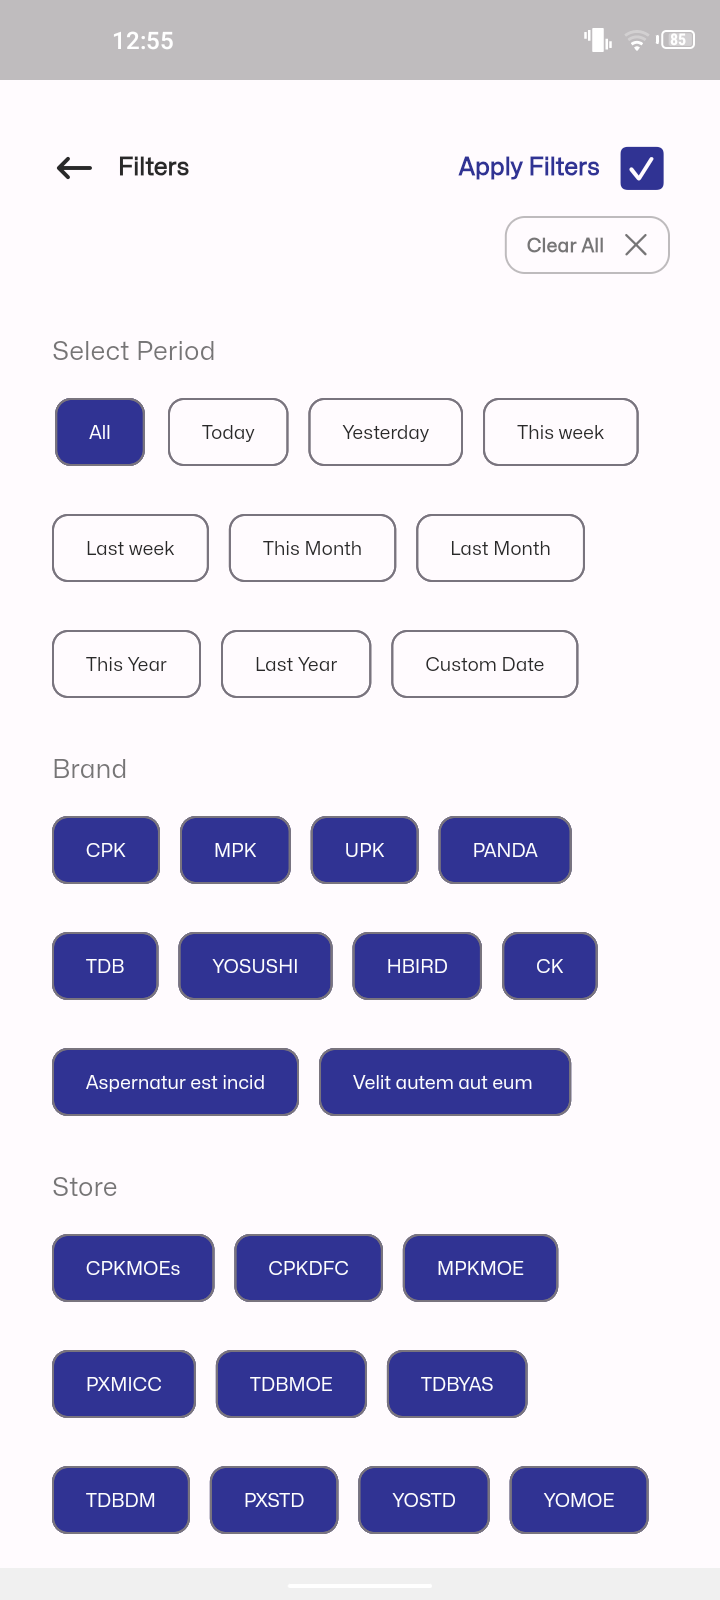 12:55
85
Filters
Apply Filters
Clear All
Select Period
All Today Yesterday This week
Last week This Month Last Month
This Year Last Year Custom Date
Brand
CPK MPK UPK PANDA
TDB YOSUSHI HBIRD CK
Aspernatur est incid Velit autem aut eum
Store
CPKMOEs CPKDFC MPKMOE
PXMICC TDBMOE TDBYAS
TDBDM PXSTD YOSTD YOMOE